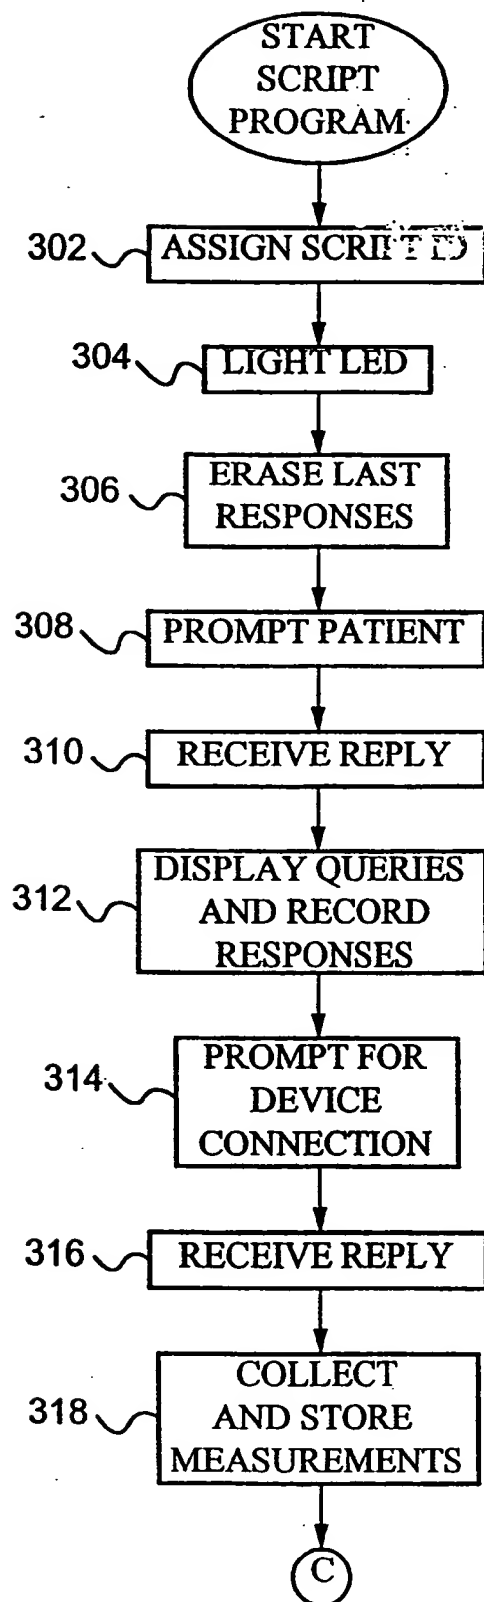 START
SCRIPT
PROGRAM
302 ASSIGN SCRIPT ID
304 LIGHT LED
306 ERASE LAST
RESPONSES
308 PROMPT PATIENT
310 RECEIVE REPLY
312 DISPLAY QUERIES
AND RECORD
RESPONSES
314 PROMPT FOR
DEVICE
CONNECTION
316 RECEIVE REPLY
318 COLLECT
AND STORE
MEASUREMENTS
C